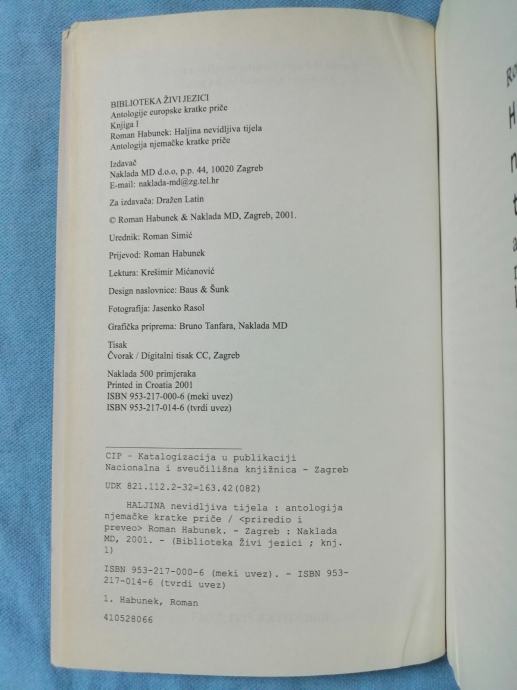 BIBLIOTEKA ŽIVI JEZICI
Antologije europske kratke priče
Knjiga I
Roman Habunek: Haljina nevidljiva tijela
Antologija njemačke kratke priče
Izdavač
Naklada MD d.o.o, p.p. 44, 10020 Zagreb
E-mail: naklada-md@zg.tel.hr
Za izdavača: Dražen Latin
© Roman Habunek & Naklada MD, Zagreb, 2001.
Urednik: Roman Simić
Prijevod: Roman Habunek
Lektura: Krešimir Mićanović
Design naslovnice: Baus & Šunk
Fotografija: Jasenko Rasol
Grafička priprema: Bruno Tanfara, Naklada MD
Tisak
Čvorak / Digitalni tisak CC, Zagreb
Naklada 500 primjeraka
Printed in Croatia 2001
ISBN 953-217-000-6 (meki uvez)
ISBN 953-217-014-6 (tvrdi uvez)
CIP - Katalogizacija u publikaciji
Nacionalna i sveučilišna knjižnica - Zagreb
UDK 821.112.2-32=163.42(082)
HALJINA nevidljiva tijela : antologija
njemačke kratke priče / <priredio i
preveo> Roman Habunek. - Zagreb : Naklada
MD, 2001. - (Biblioteka Živi jezici ; knj.
1)
ISBN 953-217-000-6 (meki uvez). - ISBN 953-
217-014-6 (tvrdi uvez)
1. Habunek, Roman
410528066